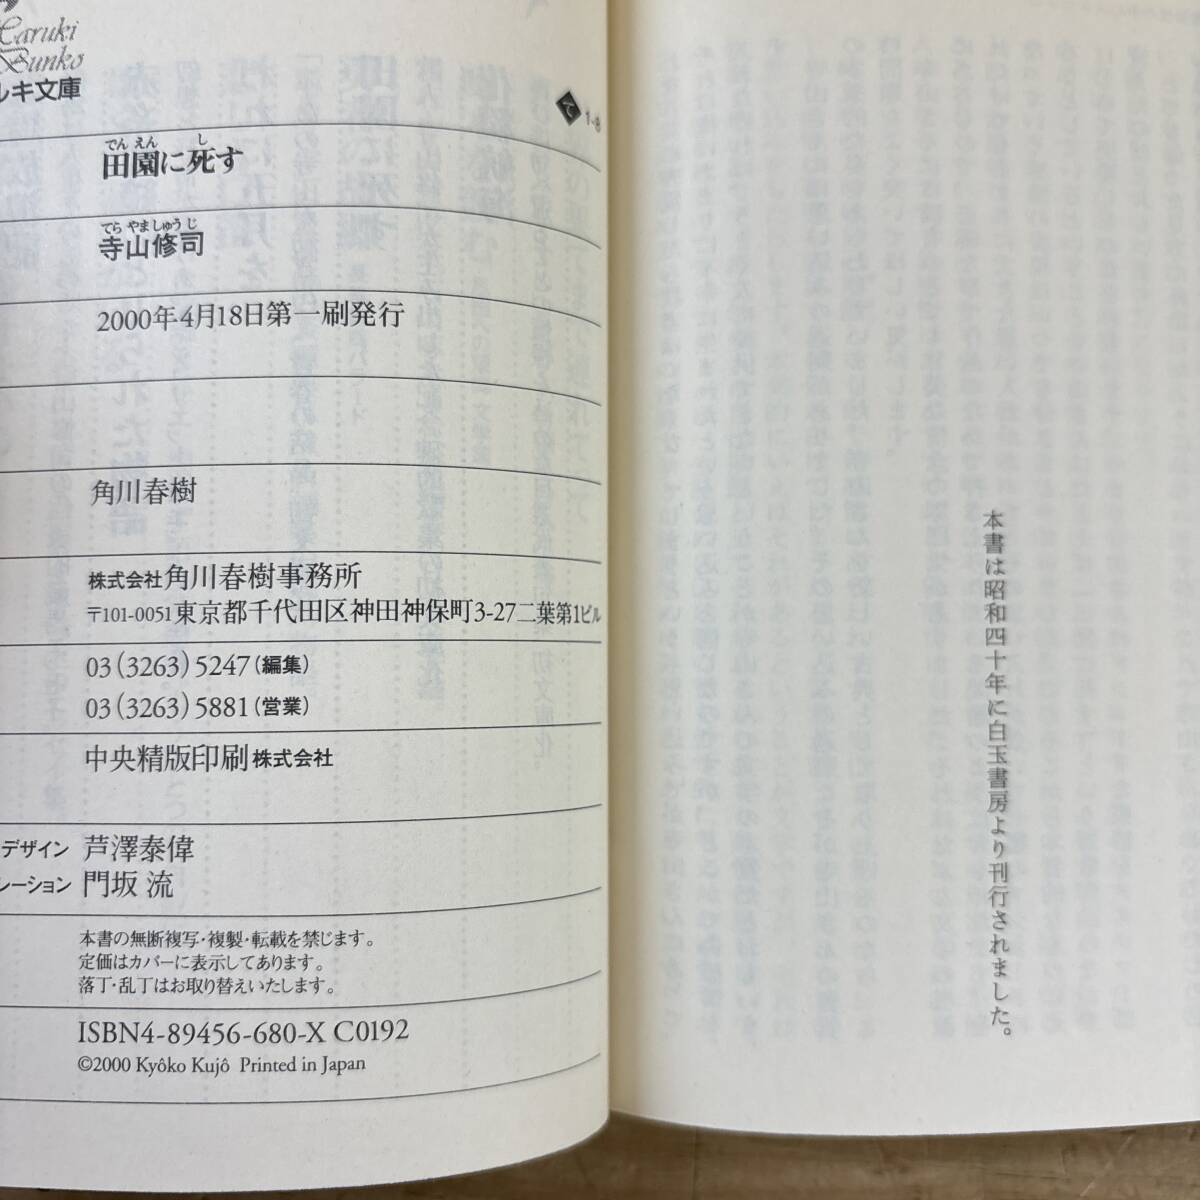 本書は昭和四十年に白玉書房より刊行されました。
Haruki
Bunko
ルキ文庫
て 1-8
でん えん し
田園に死す
てら やま しゅう じ
寺山修司
2000年4月18日第一刷発行
角川春樹
株式会社角川春樹事務所
〒101-0051東京都千代田区神田神保町3-27二葉第1ビル
03(3263)5247(編集)
03(3263)5881(営業)
中央精版印刷株式会社
デザイン 芦澤泰偉
レーション 門坂 流
本書の無断複写・複製・転載を禁じます。
定価はカバーに表示してあります。
落丁・乱丁はお取り替えいたします。
ISBN4-89456-680-X C0192
©2000 Kyôko Kujô Printed in Japan